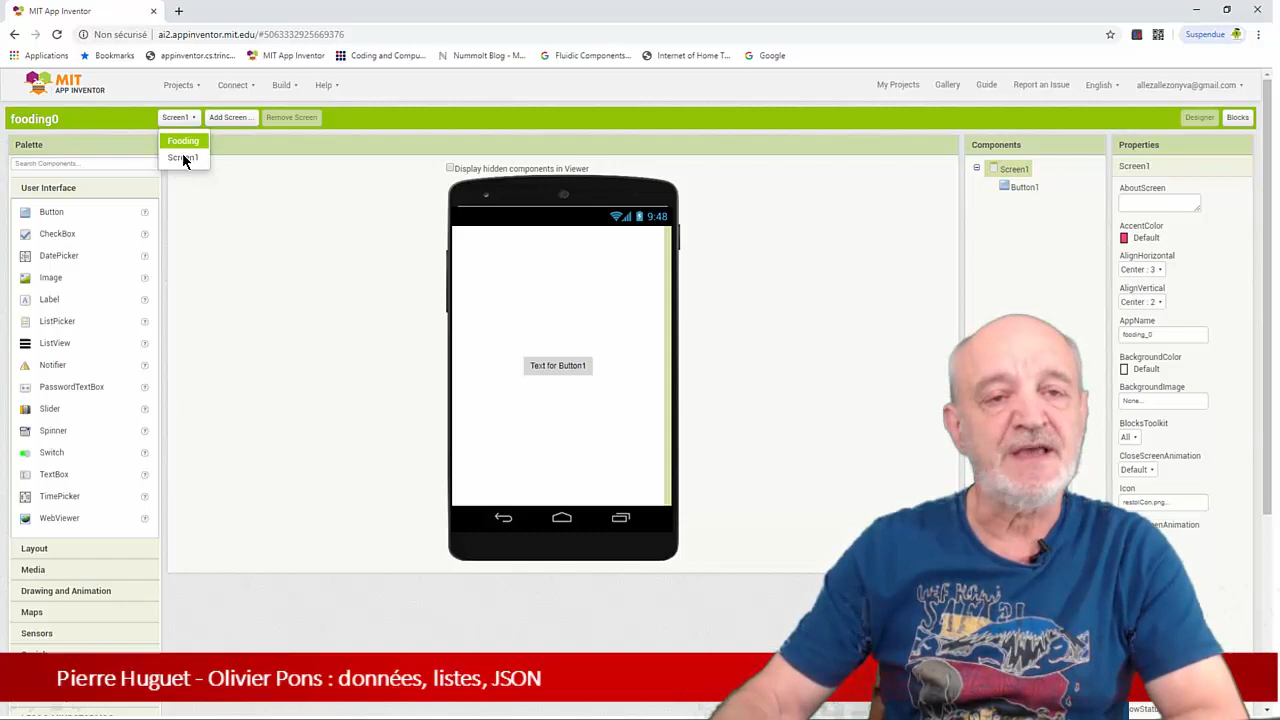 MIT App Inventor
Non sécurisé
ai2.appinventor.mit.edu/#5063332925669376
Suspendue
Applications
Bookmarks
appinventor.cs.trinc...
MIT App Inventor
Coding and Compu...
Nummolt Blog - M...
Fluidic Components...
Internet of Home T...
Google
MIT
APP INVENTOR
Projects
Connect
Build
Help
My Projects
Gallery
Guide
Report an Issue
English
allezallezonyva@gmail.com
fooding0
Screen1
Add Screen ...
Remove Screen
Designer
Blocks
Fooding
Screen1
Palette
Search Components...
User Interface
Button
CheckBox
DatePicker
Image
Label
ListPicker
ListView
Notifier
PasswordTextBox
Slider
Spinner
Switch
TextBox
TimePicker
WebViewer
Layout
Media
Drawing and Animation
Maps
Sensors
Display hidden components in Viewer
9:48
Text for Button1
Components
Screen1
Button1
Properties
Screen1
AboutScreen
AccentColor
Default
AlignHorizontal
Center : 3
AlignVertical
Center : 2
AppName
fooding_0
BackgroundColor
Default
BackgroundImage
None...
BlocksToolkit
All
CloseScreenAnimation
Default
Icon
Pierre Huguet - Olivier Pons : données, listes, JSON